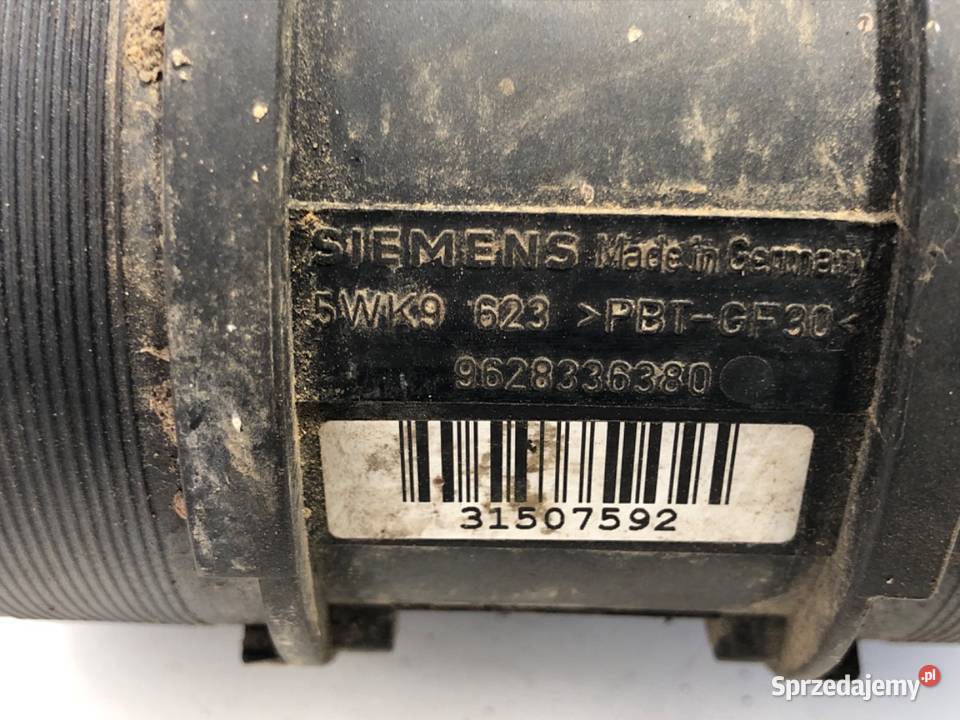 SIEMENS Made in Germany
5WK9 623 >PBT-GF30<
9628336380
31507592
Sprzedajemy.pl